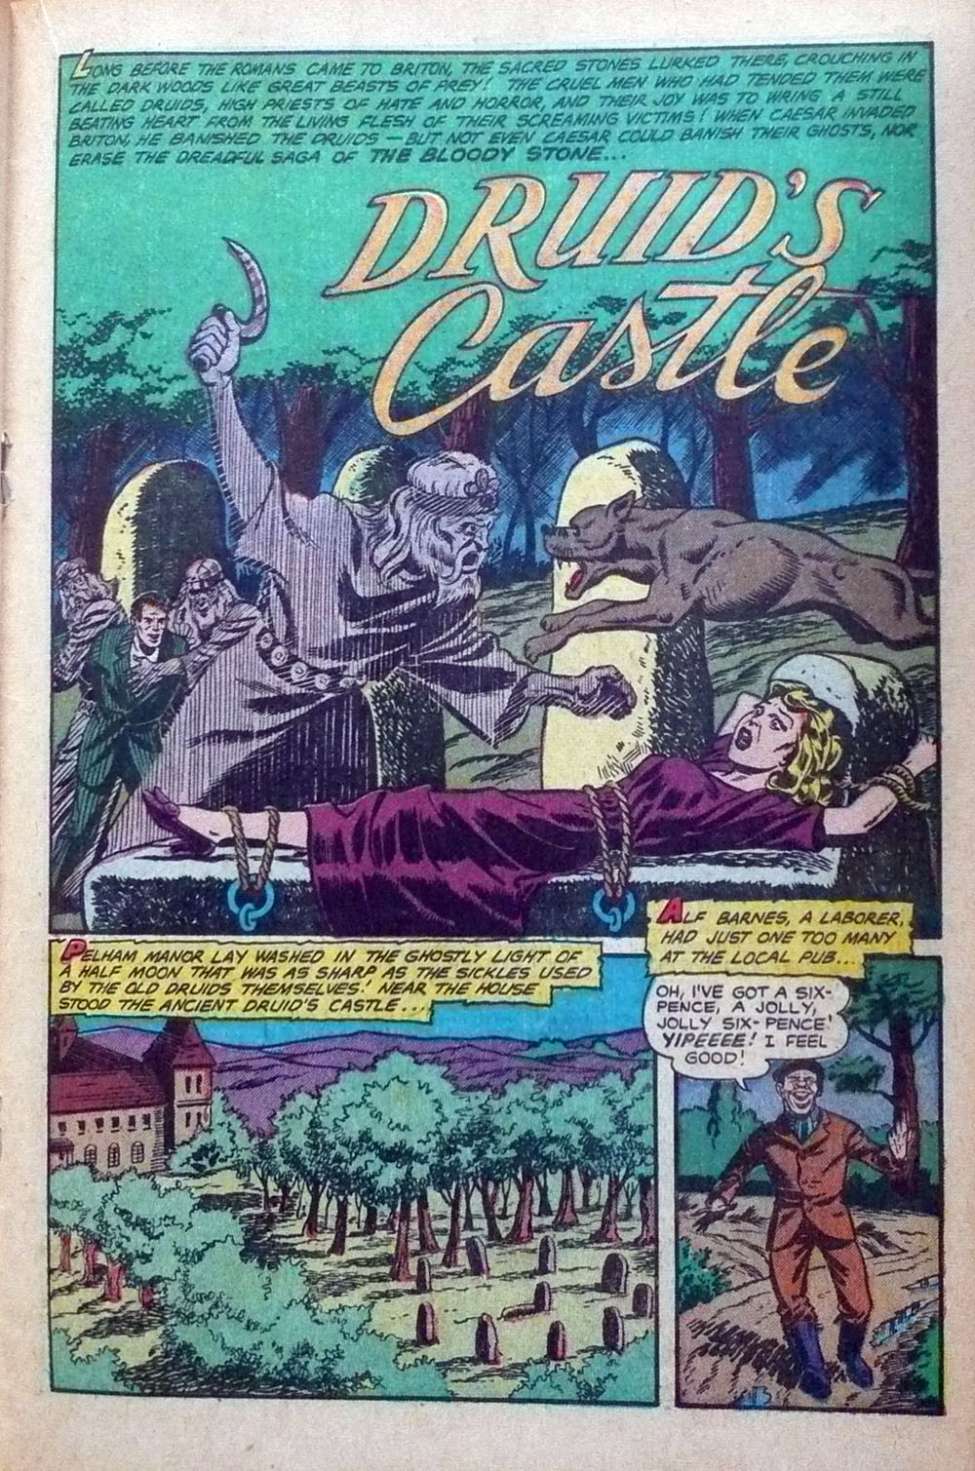 LONG BEFORE THE ROMANS CAME TO BRITON, THE SACRED STONES LURKED THERE, CROUCHING IN
THE DARK WOODS LIKE GREAT BEASTS OF PREY! THE CRUEL MEN WHO HAD TENDED THEM WERE
CALLED DRUIDS, HIGH PRIESTS OF HATE AND HORROR, AND THEIR JOY WAS TO WRING A STILL
BEATING HEART FROM THE LIVING FLESH OF THEIR SCREAMING VICTIMS! WHEN CAESAR INVADED
BRITON, HE BANISHED THE DRUIDS — BUT NOT EVEN CAESAR COULD BANISH THEIR GHOSTS, NOR
ERASE THE DREADFUL SAGA OF THE BLOODY STONE...
DRUID'S
Castle
PELHAM MANOR LAY WASHED IN THE GHOSTLY LIGHT OF
A HALF MOON THAT WAS AS SHARP AS THE SICKLES USED
BY THE OLD DRUIDS THEMSELVES! NEAR THE HOUSE
STOOD THE ANCIENT DRUID'S CASTLE...
ALF BARNES, A LABORER,
HAD JUST ONE TOO MANY
AT THE LOCAL PUB...
OH, I'VE GOT A SIX-
PENCE, A JOLLY,
JOLLY SIX-PENCE!
YIPEEEE! I FEEL
GOOD!